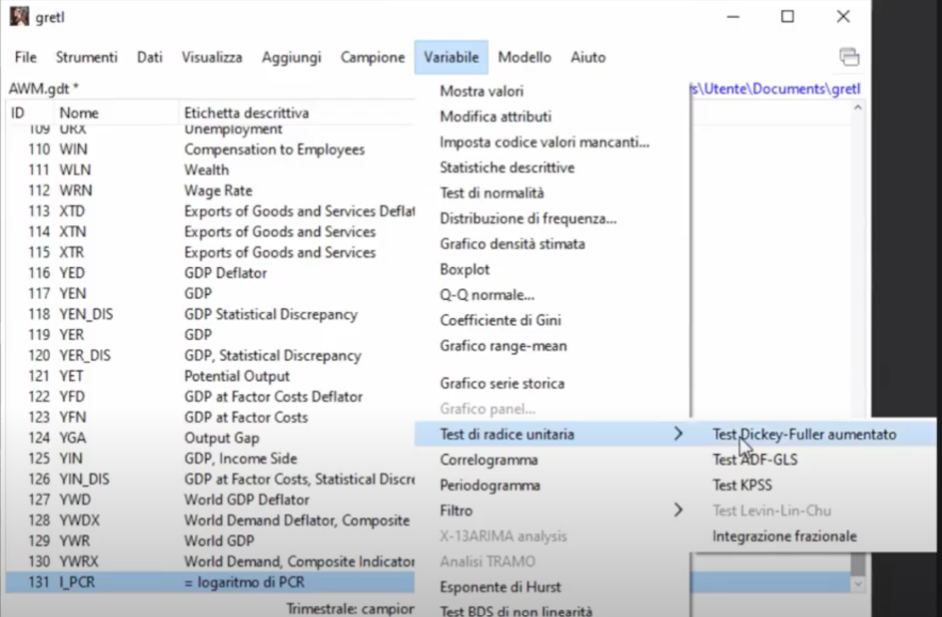 gretl
File Strumenti Dati Visualizza Aggiungi Campione Variabile Modello Aiuto
AWM.gdt *
s\Utente\Documents\gretl
ID Nome Etichetta descrittiva
109 URX Unemployment
110 WIN Compensation to Employees
111 WLN Wealth
112 WRN Wage Rate
113 XTD Exports of Goods and Services Deflat
114 XTN Exports of Goods and Services
115 XTR Exports of Goods and Services
116 YED GDP Deflator
117 YEN GDP
118 YEN_DIS GDP Statistical Discrepancy
119 YER GDP
120 YER_DIS GDP, Statistical Discrepancy
121 YET Potential Output
122 YFD GDP at Factor Costs Deflator
123 YFN GDP at Factor Costs
124 YGA Output Gap
125 YIN GDP, Income Side
126 YIN_DIS GDP at Factor Costs, Statistical Discre
127 YWD World GDP Deflator
128 YWDX World Demand Deflator, Composite
129 YWR World GDP
130 YWRX World Demand, Composite Indicator
131 l_PCR = logaritmo di PCR
Trimestrale: campior
Mostra valori
Modifica attributi
Imposta codice valori mancanti...
Statistiche descrittive
Test di normalità
Distribuzione di frequenza...
Grafico densità stimata
Boxplot
Q-Q normale...
Coefficiente di Gini
Grafico range-mean
Grafico serie storica
Grafico panel...
Test di radice unitaria
Correlogramma
Periodogramma
Filtro
X-13ARIMA analysis
Analisi TRAMO
Esponente di Hurst
Test BDS di non linearità
Test Dickey-Fuller aumentato
Test ADF-GLS
Test KPSS
Test Levin-Lin-Chu
Integrazione frazionale